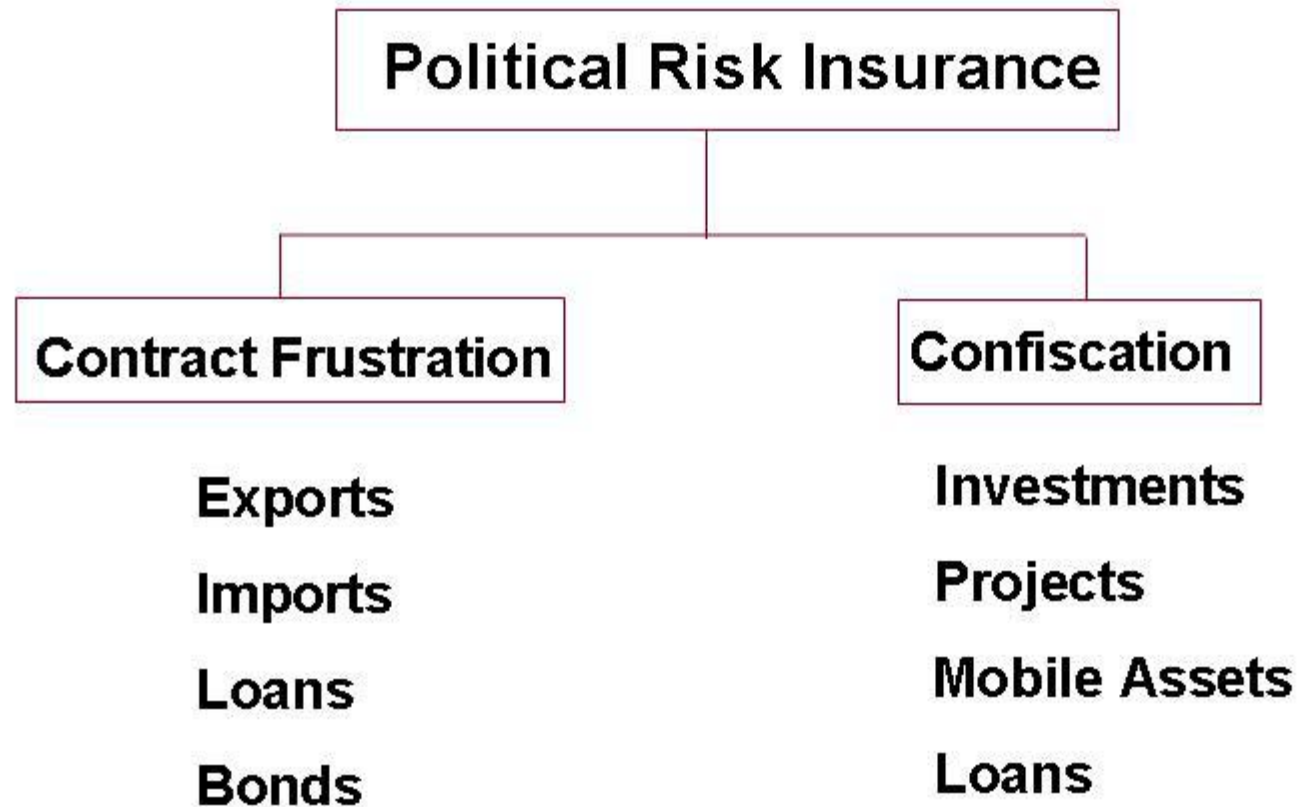 Political Risk Insurance
Contract Frustration
Exports
Imports
Loans
Bonds
Confiscation
Investments
Projects
Mobile Assets
Loans